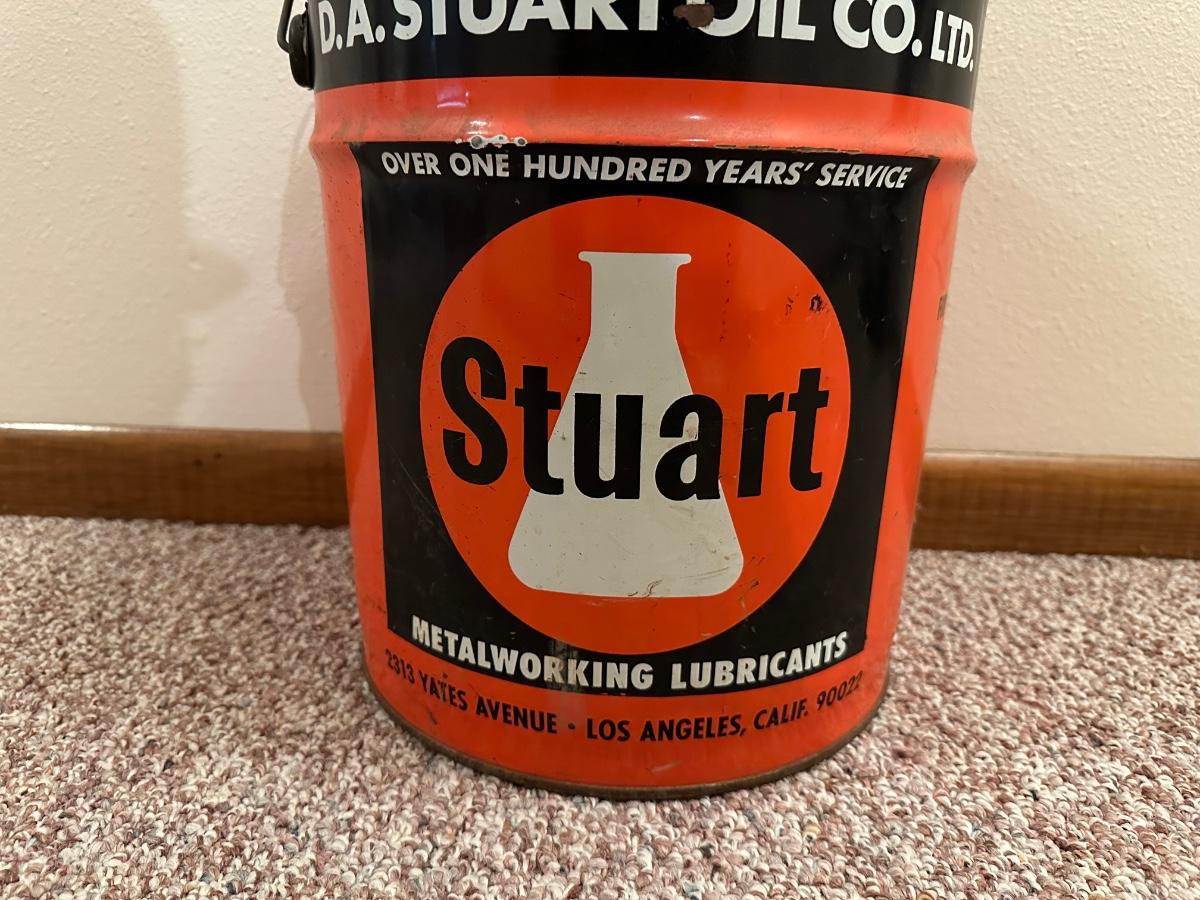 D.A. STUART OIL CO. LTD.
OVER ONE HUNDRED YEARS' SERVICE
Stuart
METALWORKING LUBRICANTS
2313 YATES AVENUE • LOS ANGELES, CALIF. 90022